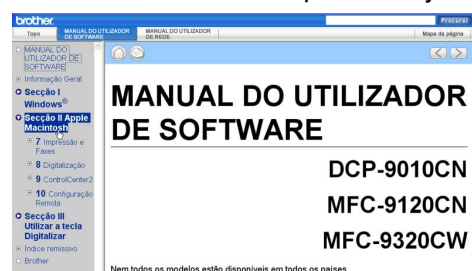 brother
Procurar
Topo
MANUAL DO UTILIZADOR
DE SOFTWARE
MANUAL DO UTILIZADOR
DE REDE
Mapa da página
MANUAL DO
UTILIZADOR DE
SOFTWARE
Informação Geral
Secção I
Windows®
Secção II Apple
Macintosh
7 Impressão e
Faxes
8 Digitalização
9 ControlCenter2
10 Configuração
Remota
Secção III
Utilizar a tecla
Digitalizar
Índice remissivo
Brother
MANUAL DO UTILIZADOR
DE SOFTWARE
DCP-9010CN
MFC-9120CN
MFC-9320CW
Nem todos os modelos estão disponíveis em todos os países.